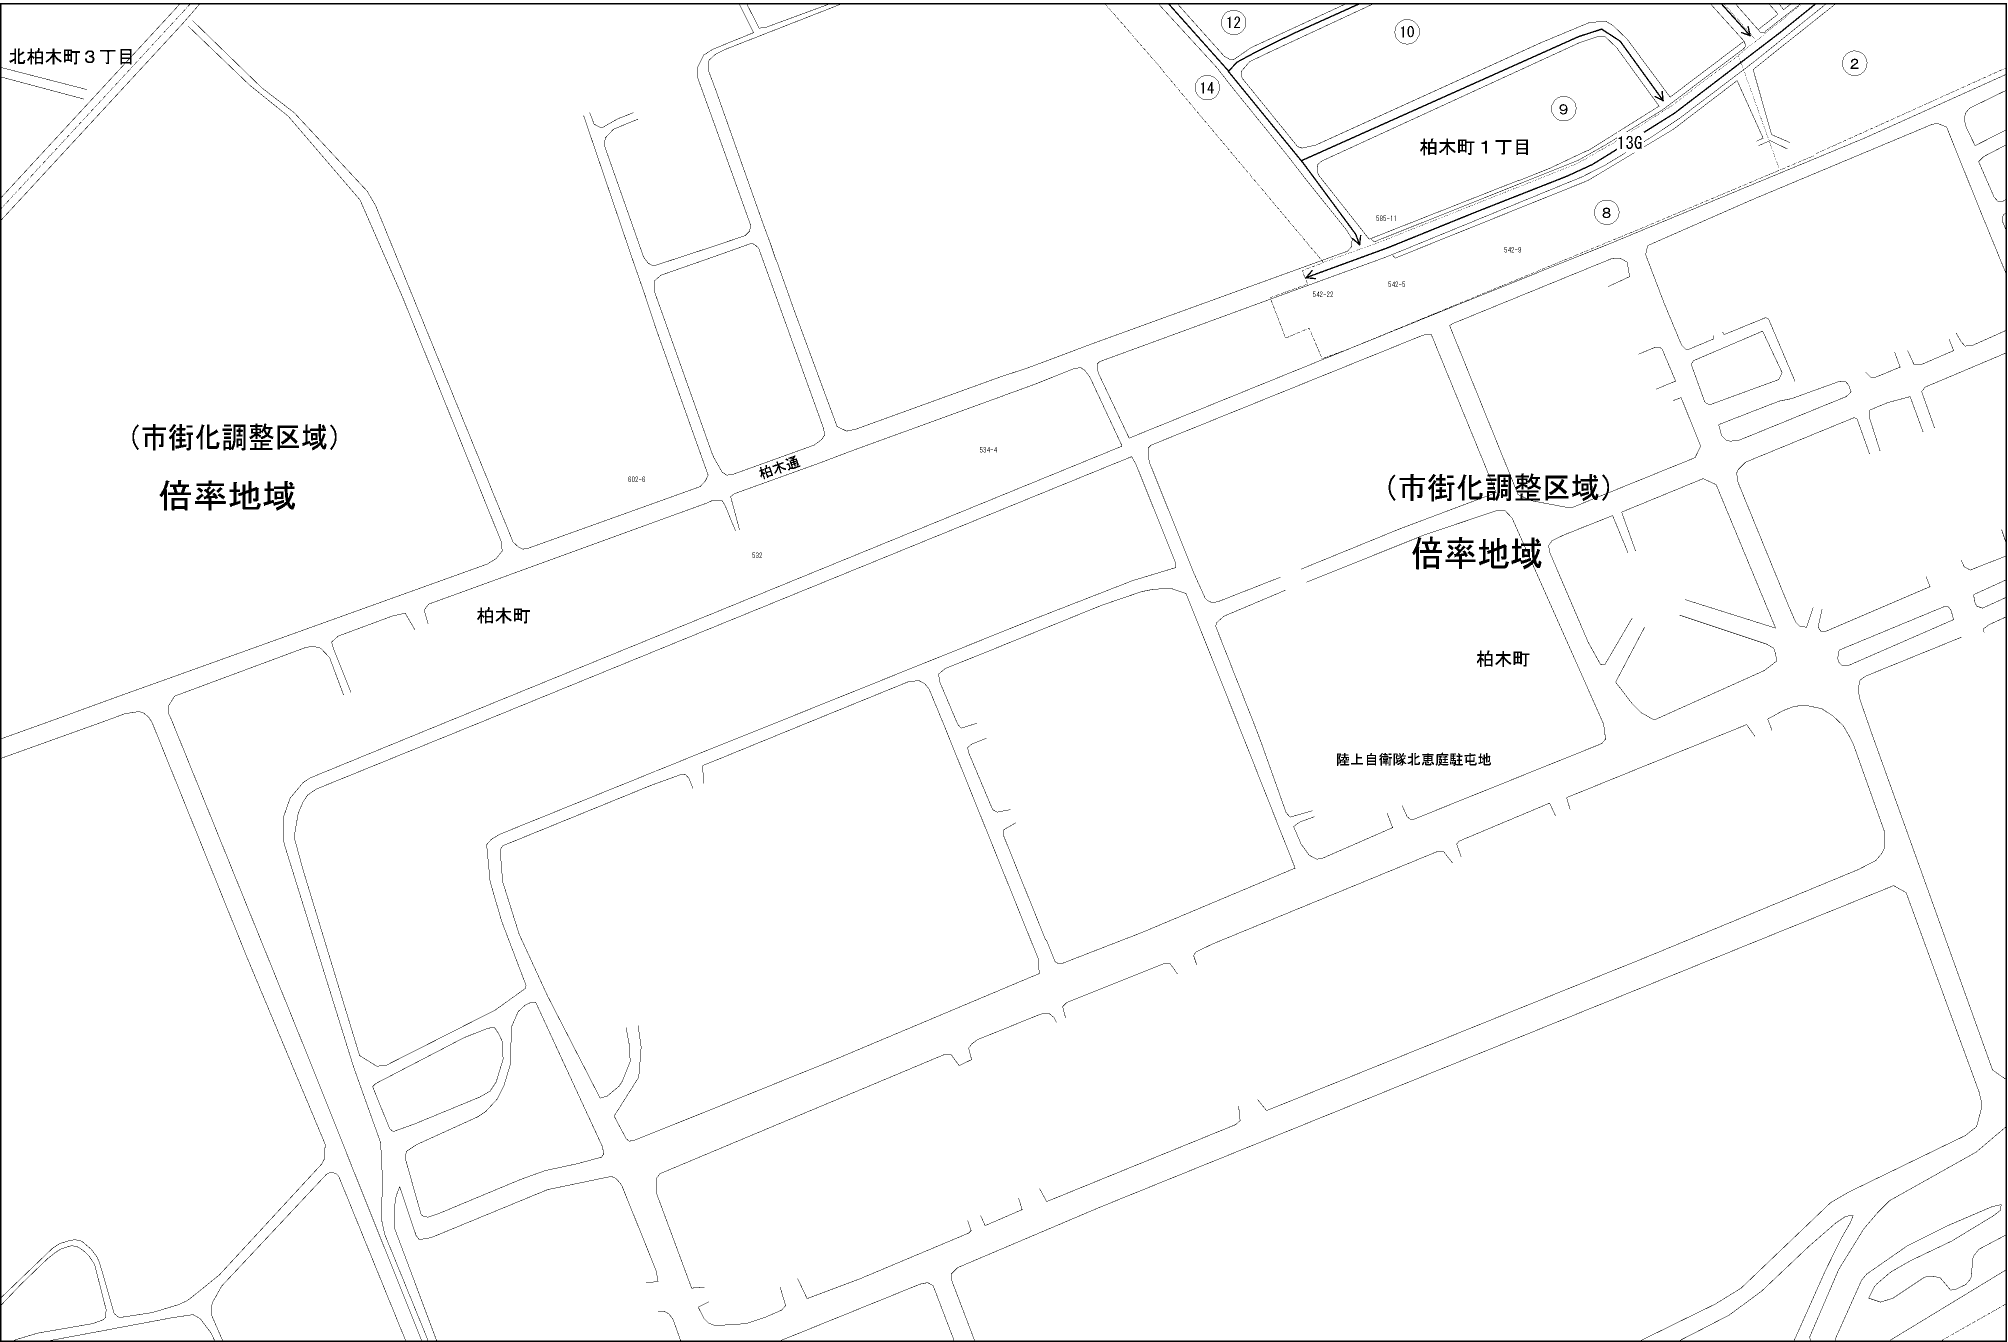 北柏木町３丁目
⑫
⑩
②
⑭
⑨
13G
柏木町１丁目
585-11
⑧
542-9
542-5
542-22
（市街化調整区域）
倍率地域
柏木通
534-4
602-6
（市街化調整区域）
倍率地域
532
柏木町
柏木町
陸上自衛隊北恵庭駐屯地